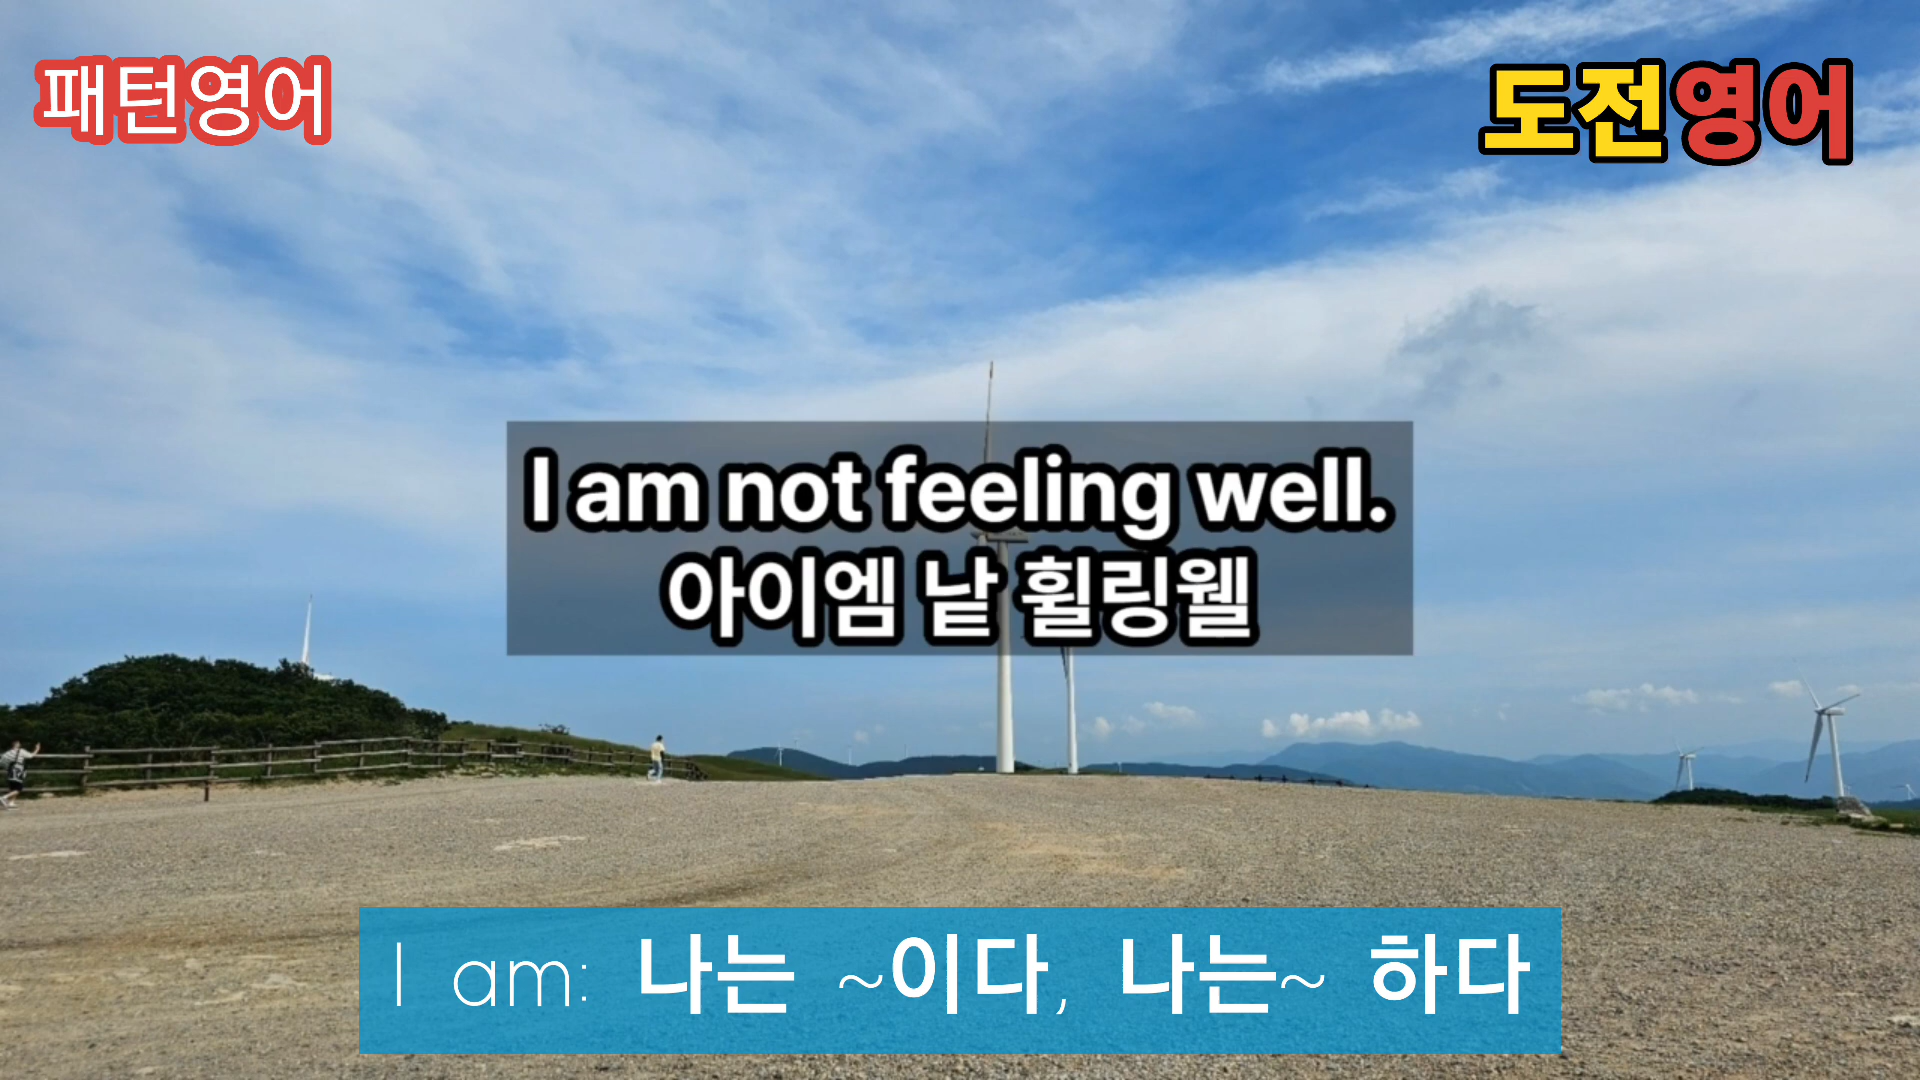 패턴영어
도전영어
I am not feeling well.
아이엠 낱 휠링웰
I am: 나는 ~이다, 나는~ 하다